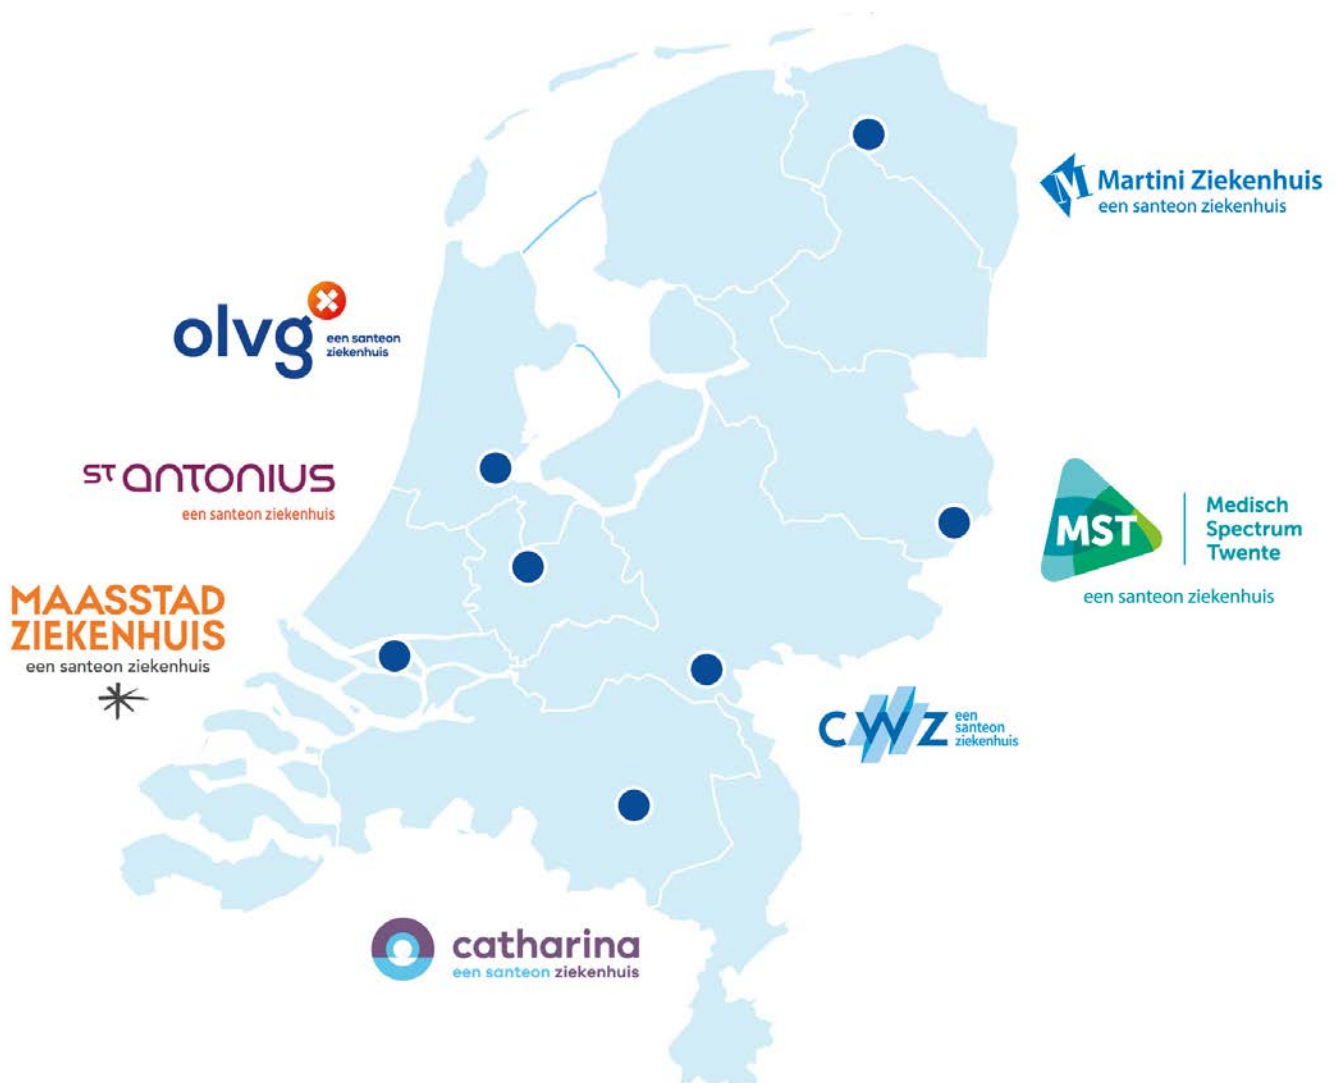 Martini Ziekenhuis
een santeon ziekenhuis
olvg
een santeon
ziekenhuis
ST antonius
een santeon ziekenhuis
MAASSTAD
ZIEKENHUIS
een santeon ziekenhuis
MST
Medisch
Spectrum
Twente
een santeon ziekenhuis
CWZ
een
santeon
ziekenhuis
catharina
een santeon ziekenhuis